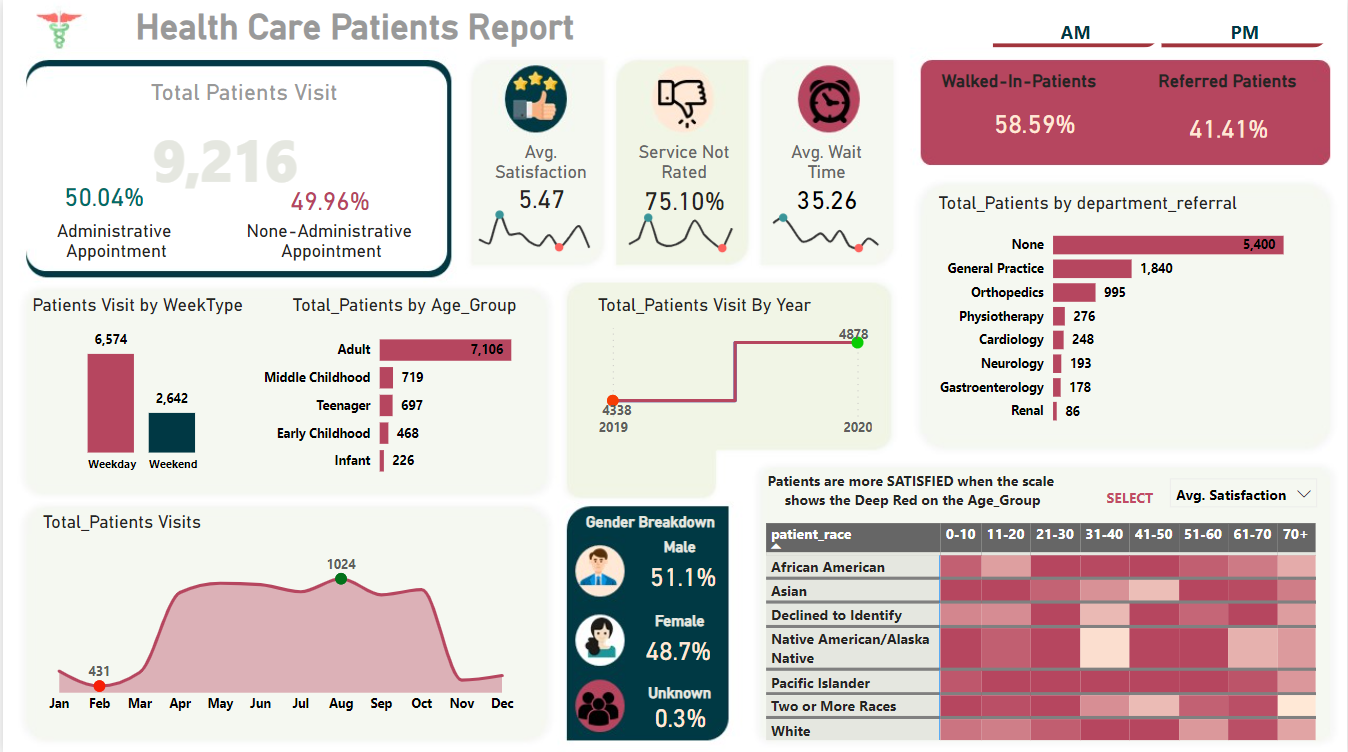 Health Care Patients Report
AM
PM
Total Patients Visit
9,216
50.04%
Administrative
Appointment
49.96%
None-Administrative
Appointment
Avg.
Satisfaction
5.47
Service Not
Rated
75.10%
Avg. Wait
Time
35.26
Walked-In-Patients
58.59%
Referred Patients
41.41%
Patients Visit by WeekType
6,574
2,642
Weekday
Weekend
Total_Patients by Age_Group
Adult 7,106
Middle Childhood 719
Teenager 697
Early Childhood 468
Infant 226
Total_Patients Visit By Year
4878
4338
2019
2020
Total_Patients by department_referral
None 5,400
General Practice 1,840
Orthopedics 995
Physiotherapy 276
Cardiology 248
Neurology 193
Gastroenterology 178
Renal 86
Total_Patients Visits
1024
431
Jan Feb Mar Apr May Jun Jul Aug Sep Oct Nov Dec
Gender Breakdown
Male
51.1%
Female
48.7%
Unknown
0.3%
Patients are more SATISFIED when the scale
shows the Deep Red on the Age_Group
SELECT
Avg. Satisfaction
patient_race 0-10 11-20 21-30 31-40 41-50 51-60 61-70 70+
African American
Asian
Declined to Identify
Native American/Alaska
Native
Pacific Islander
Two or More Races
White